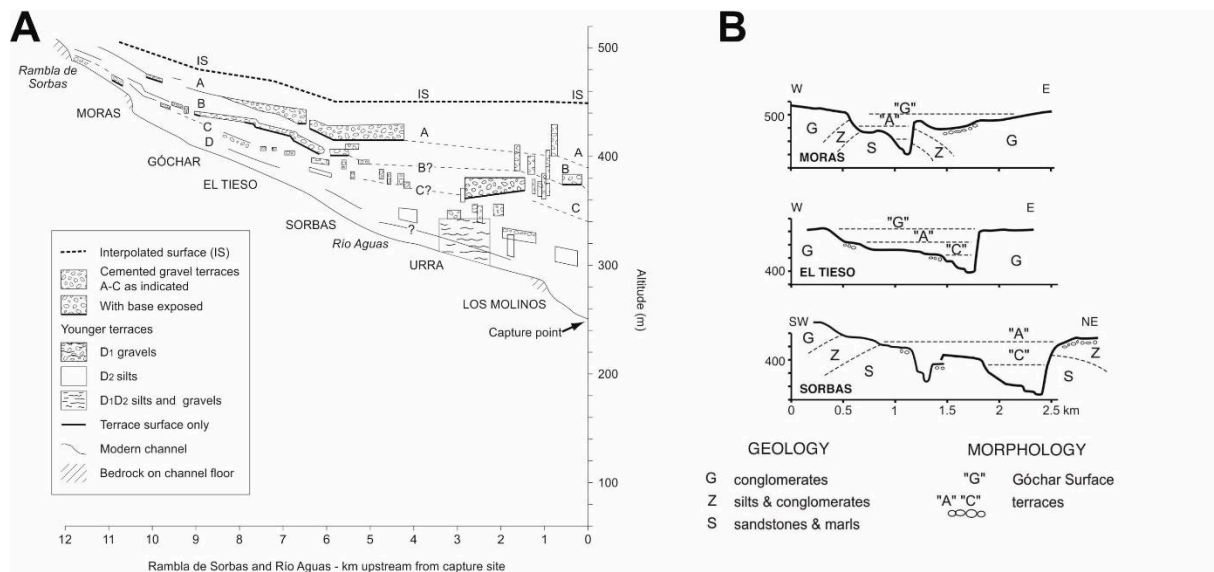 A
500
400
300
200
100
Altitude (m)
IS
IS
IS
Rambla de
Sorbas
A
B
C
D
A
B?
C?
A
B
C
MORAS
GÓCHAR
EL TIESO
SORBAS
Río Aguas
?
URRA
LOS MOLINOS
Capture point
Interpolated surface (IS)
Cemented gravel terraces
A-C as indicated
With base exposed
Younger terraces
D1 gravels
D2 silts
D1D2 silts and gravels
Terrace surface only
Modern channel
Bedrock on channel floor
12 11 10 9 8 7 6 5 4 3 2 1 0
Rambla de Sorbas and Río Aguas - km upstream from capture site
B
W E
500
"G"
"A"
G Z S Z G
MORAS
W E
"G"
"A"
"C"
G G
400
EL TIESO
SW NE
"A"
"C"
G Z S S Z
400
SORBAS
0 0.5 1 1.5 2 2.5 km
GEOLOGY
G conglomerates
Z silts & conglomerates
S sandstones & marls
MORPHOLOGY
"G" Góchar Surface
"A" "C" terraces